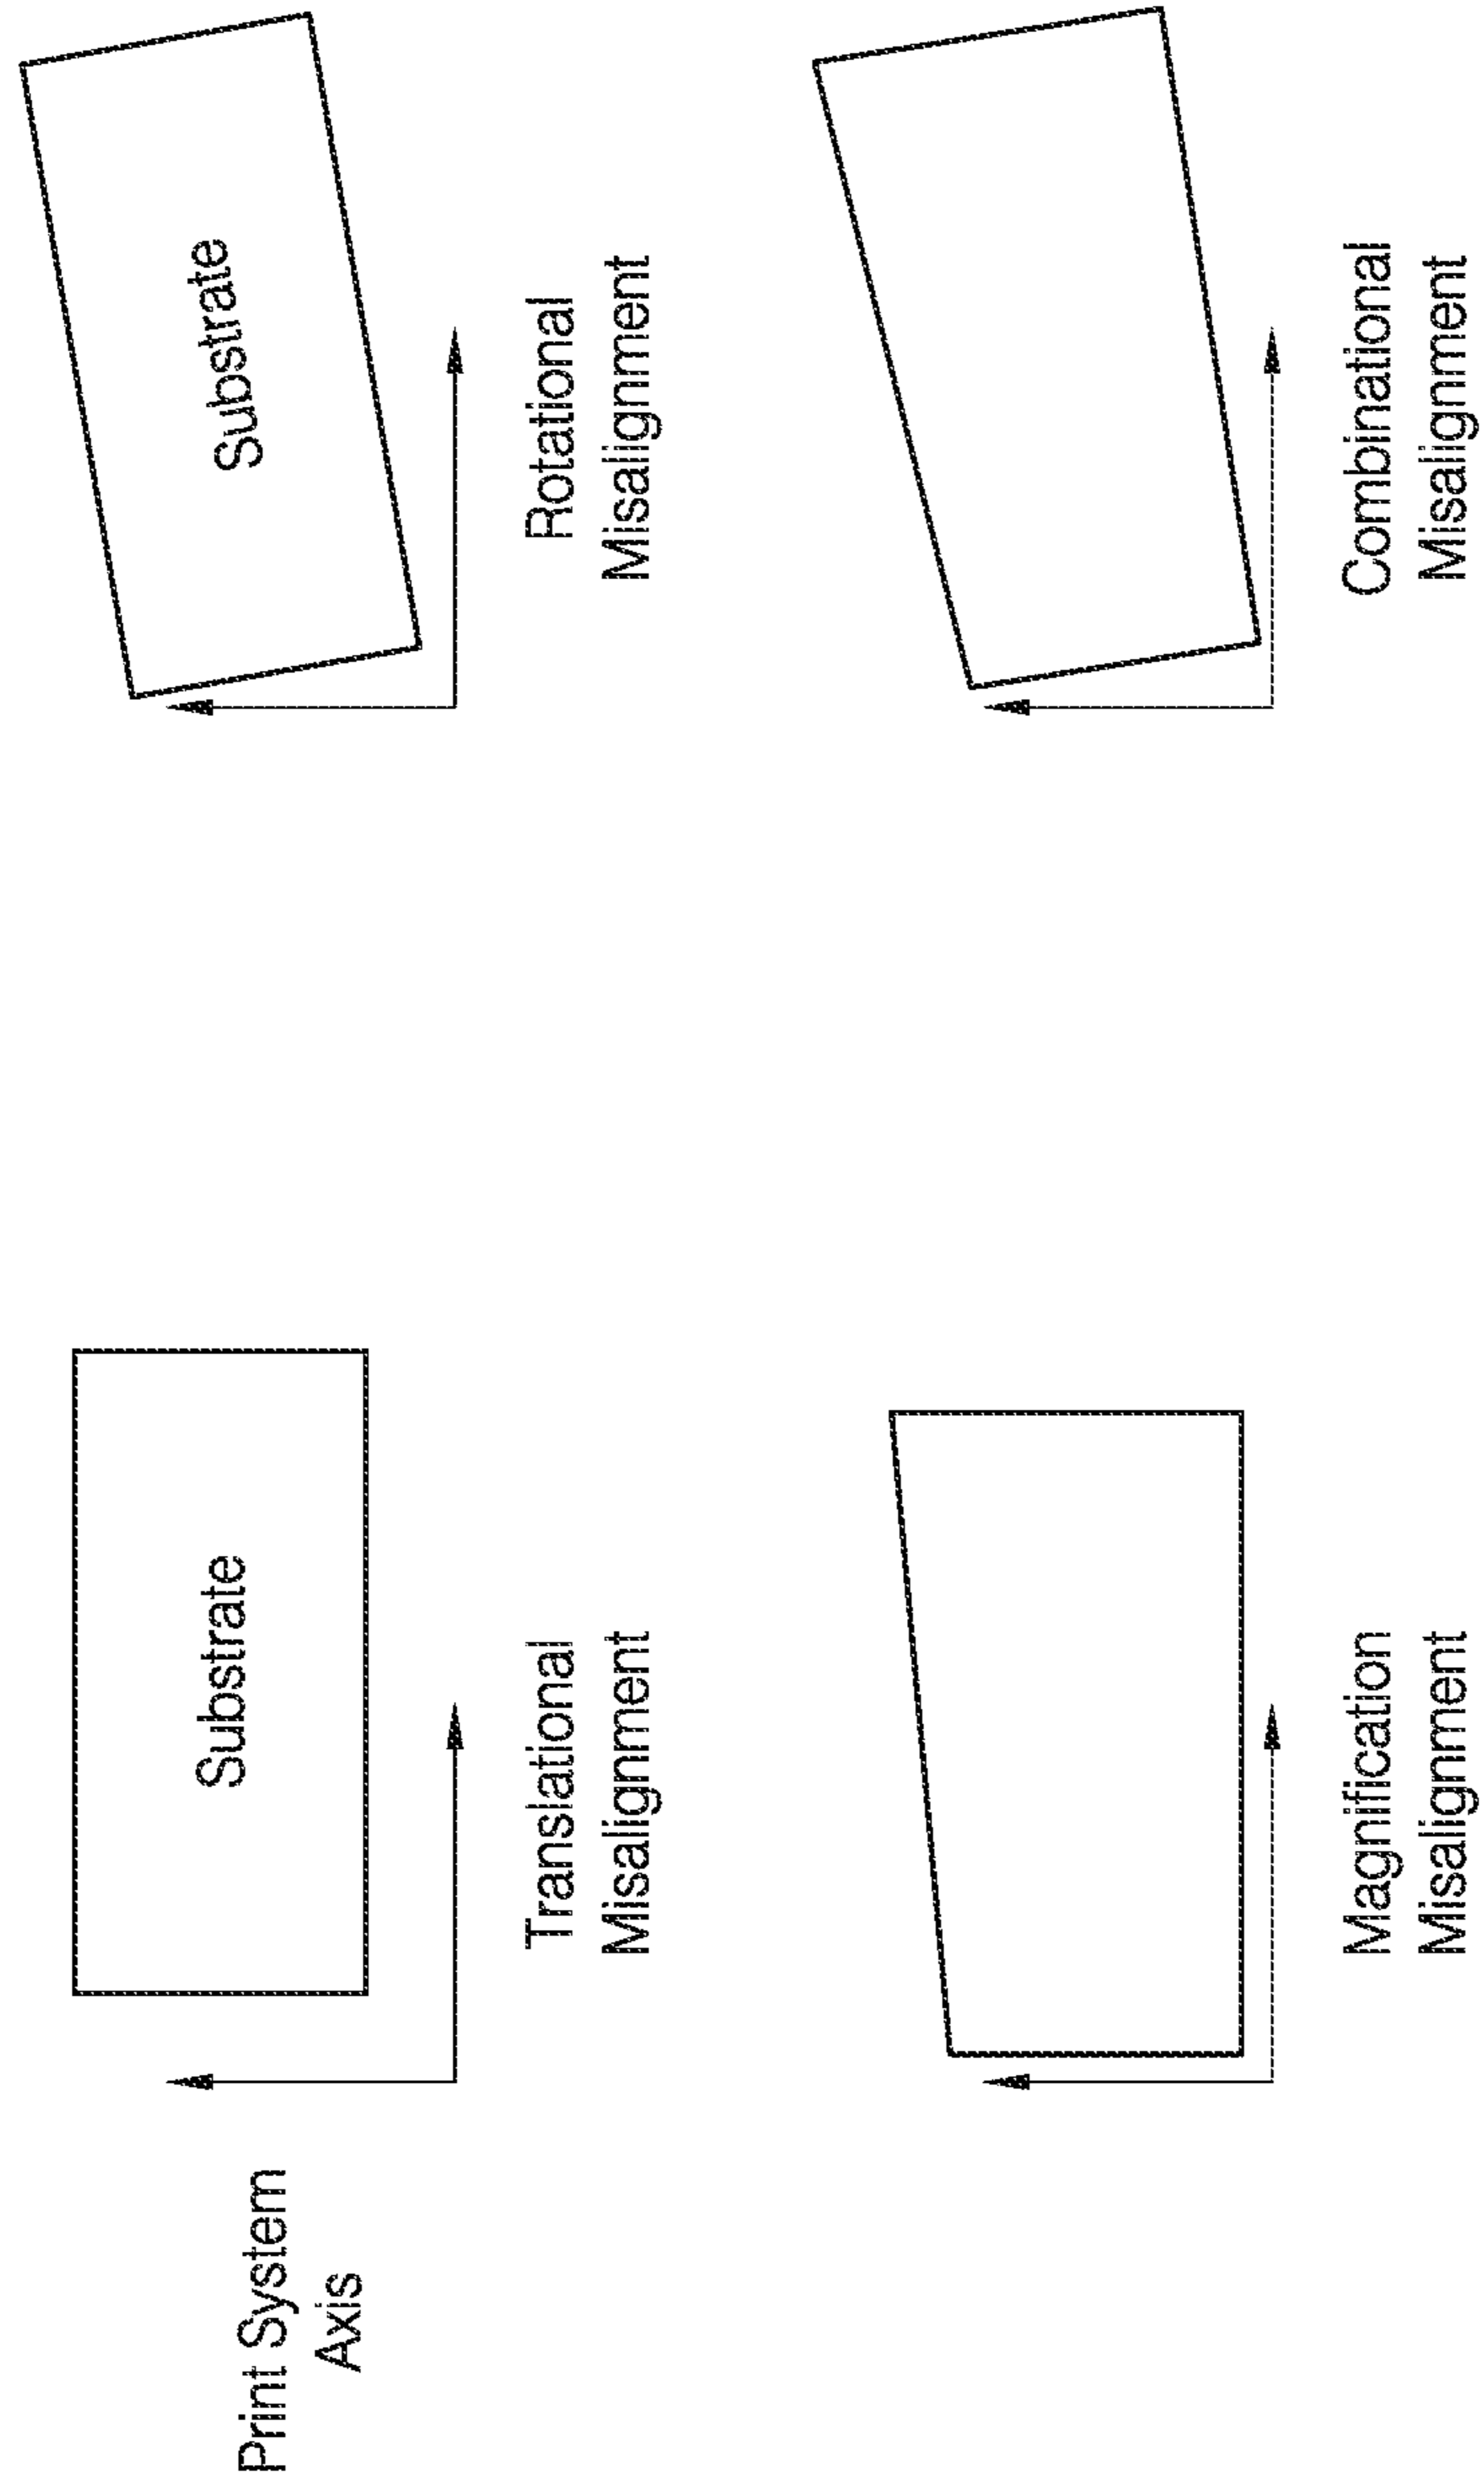 Print System
Axis
Substrate
Translational
Misalignment
Substrate
Rotational
Misalignment
Magnification
Misalignment
Combinational
Misalignment